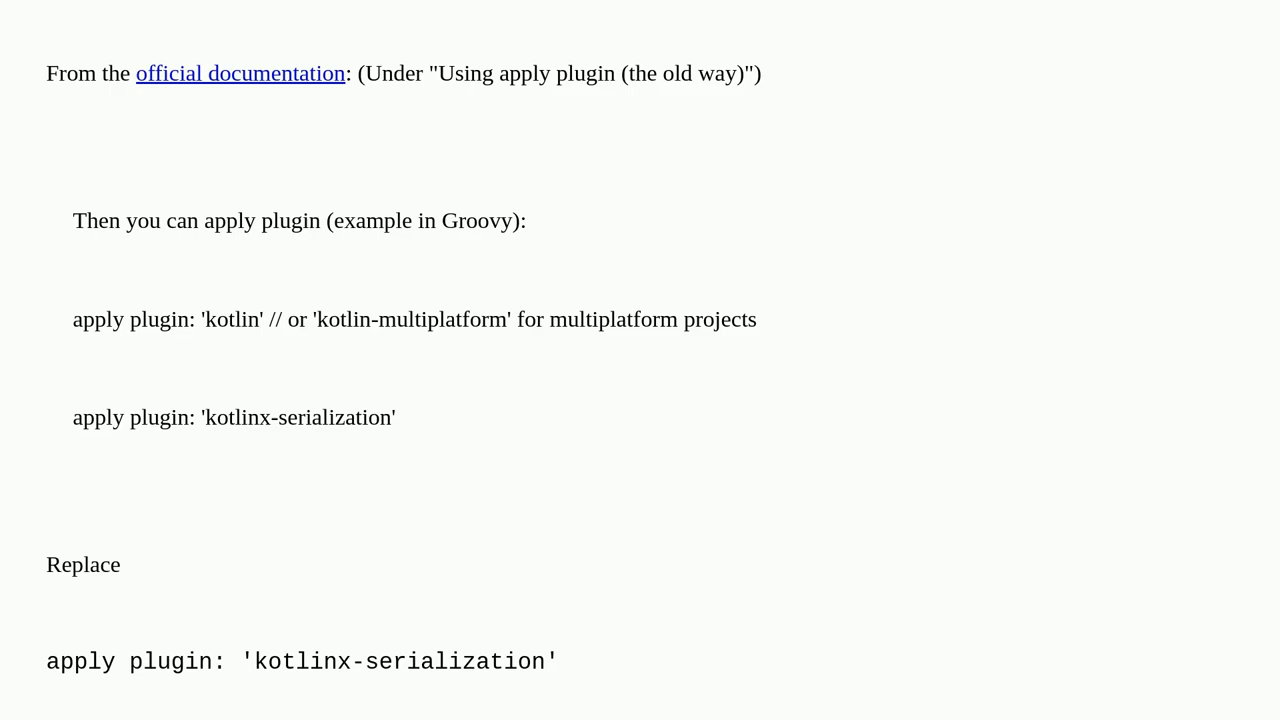 From the official documentation: (Under "Using apply plugin (the old way)")
Then you can apply plugin (example in Groovy):
apply plugin: 'kotlin' // or 'kotlin-multiplatform' for multiplatform projects
apply plugin: 'kotlinx-serialization'
Replace
apply plugin: 'kotlinx-serialization'